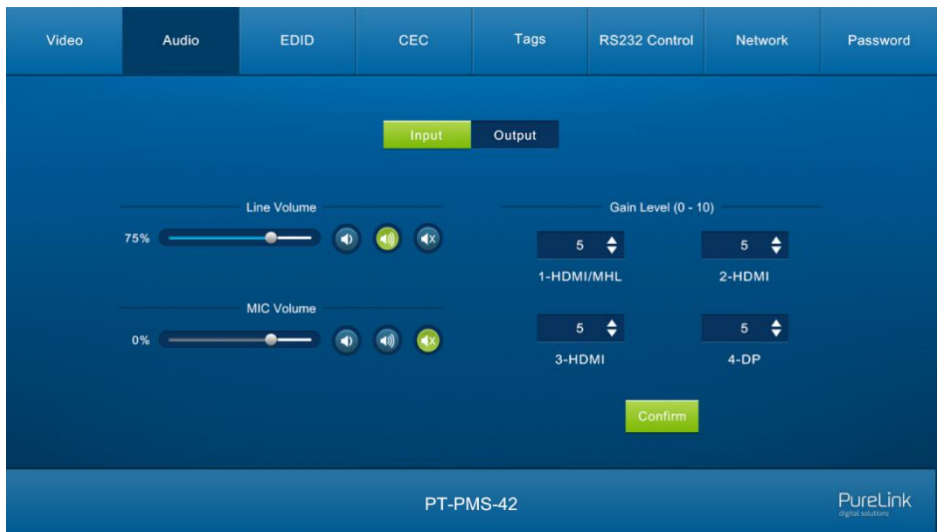 Video Audio EDID CEC Tags RS232 Control Network Password
Input Output
Line Volume
75%
MIC Volume
0%
Gain Level (0 - 10)
5 5
1-HDMI/MHL 2-HDMI
5 5
3-HDMI 4-DP
Confirm
PT-PMS-42
PureLink
digital solutions